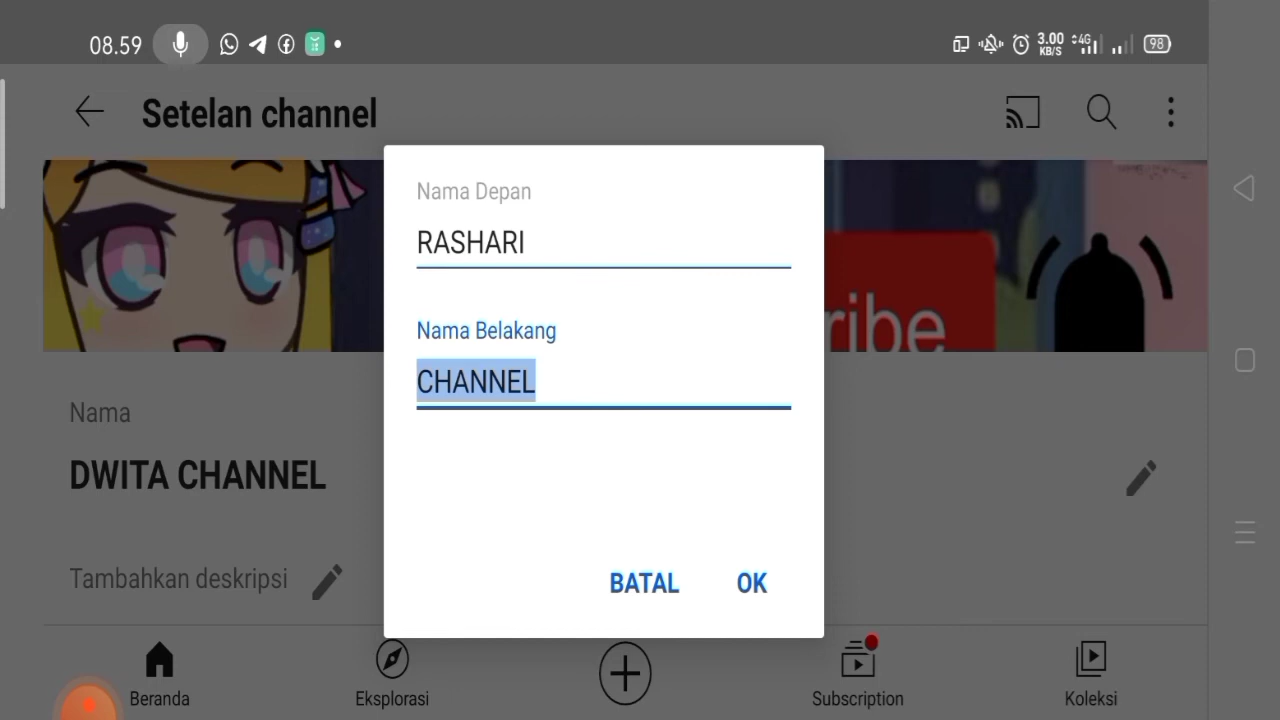 08.59
3.00
KB/S
4G
98
Setelan channel
Nama Depan
RASHARI
Nama Belakang
CHANNEL
ribe
Nama
DWITA CHANNEL
Tambahkan deskripsi
BATAL
OK
Beranda
Eksplorasi
Subscription
Koleksi